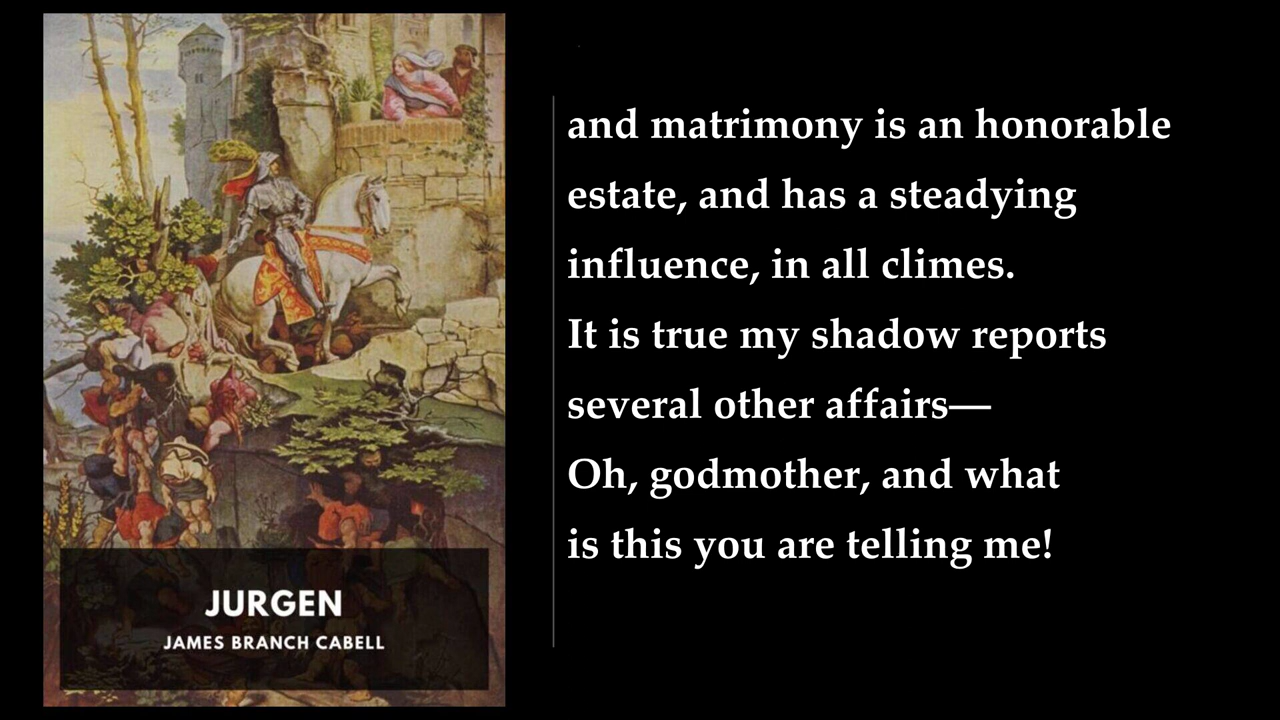 and matrimony is an honorable
estate, and has a steadying
influence, in all climes.
It is true my shadow reports
several other affairs—
Oh, godmother, and what
is this you are telling me!
JURGEN
JAMES BRANCH CABELL